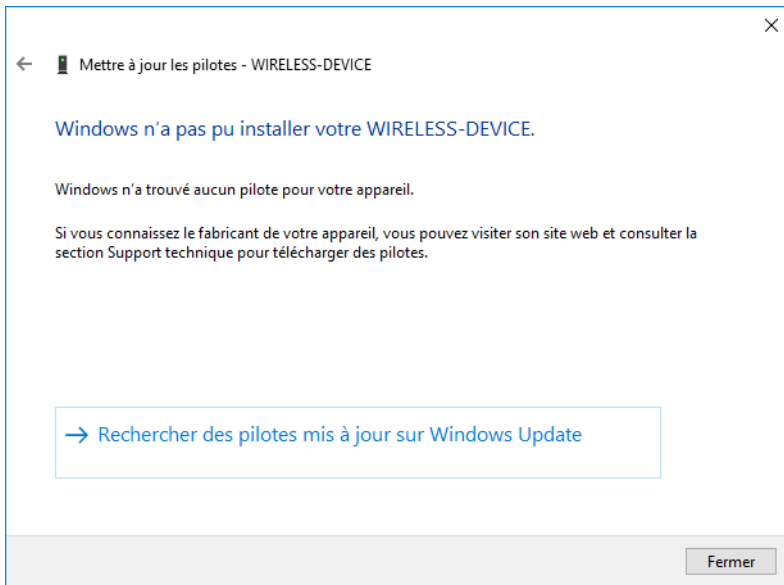 Mettre à jour les pilotes - WIRELESS-DEVICE
Windows n’a pas pu installer votre WIRELESS-DEVICE.
Windows n’a trouvé aucun pilote pour votre appareil.
Si vous connaissez le fabricant de votre appareil, vous pouvez visiter son site web et consulter la
section Support technique pour télécharger des pilotes.
Rechercher des pilotes mis à jour sur Windows Update
Fermer